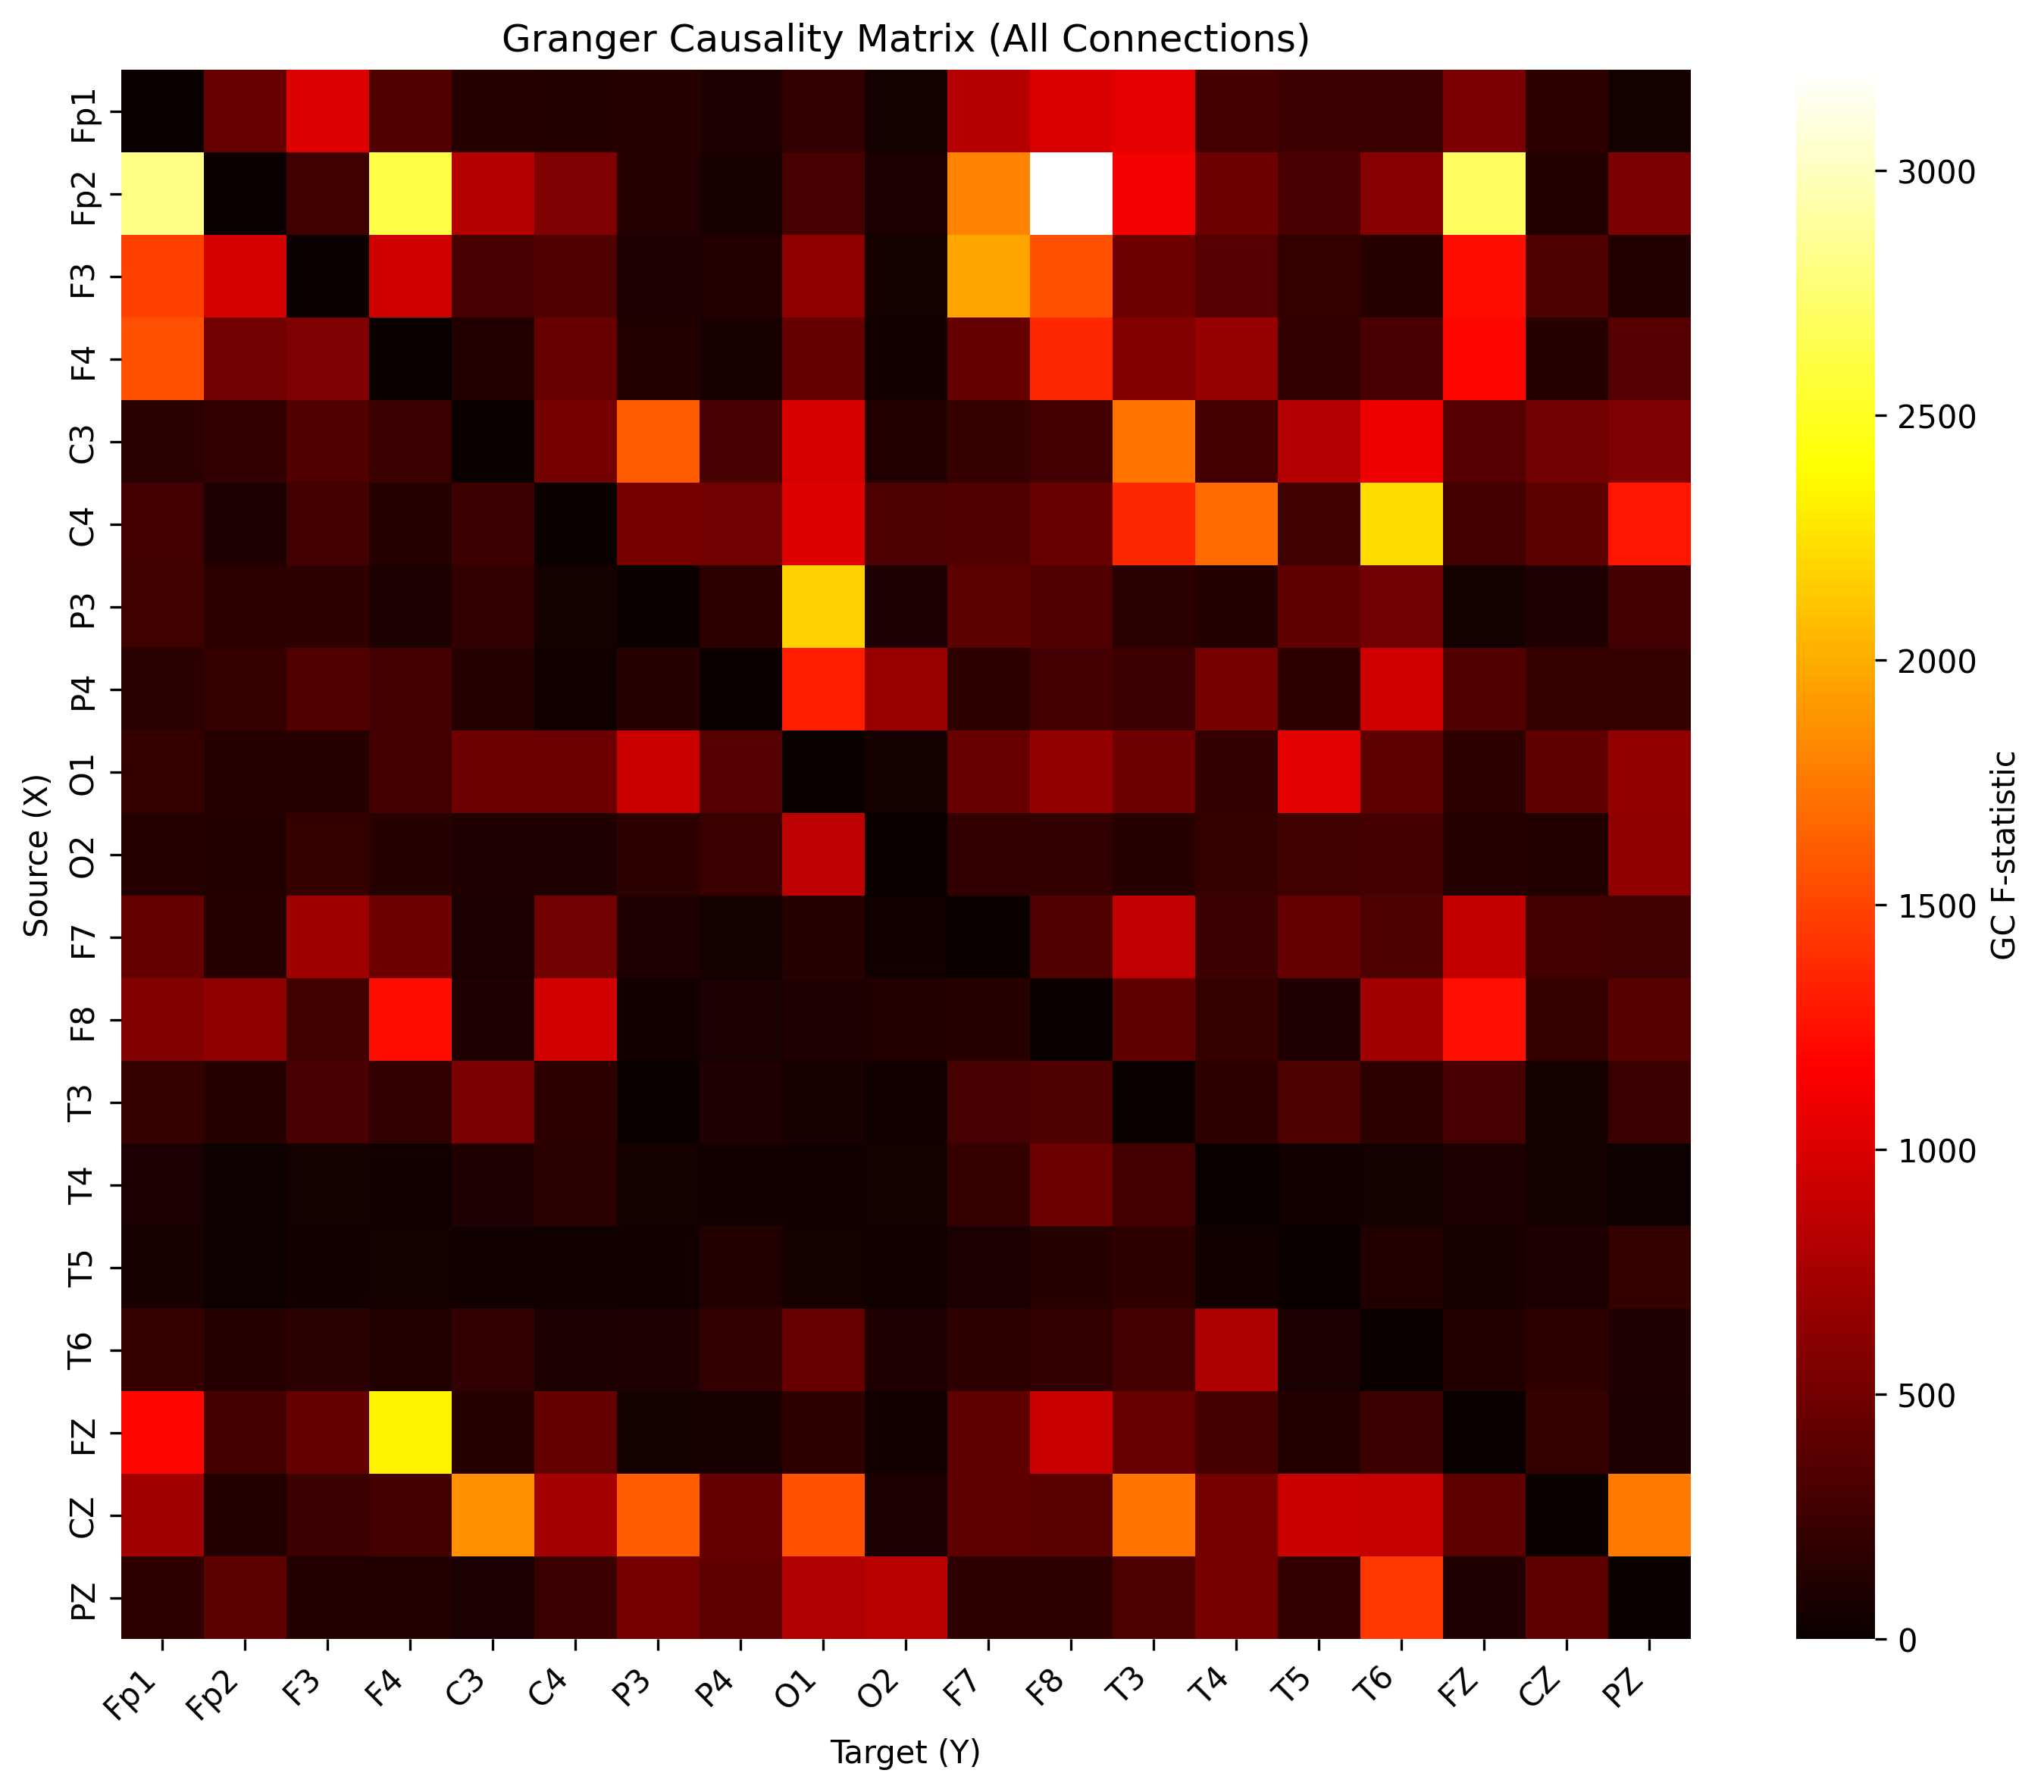 Granger Causality Matrix (All Connections)
Source (X)
Fp1
Fp2
F3
F4
C3
C4
P3
P4
O1
O2
F7
F8
T3
T4
T5
T6
FZ
CZ
PZ
Fp1 Fp2 F3 F4 C3 C4 P3 P4 O1 O2 F7 F8 T3 T4 T5 T6 FZ CZ PZ
Target (Y)
3000
2500
2000
1500
1000
500
0
GC F-statistic